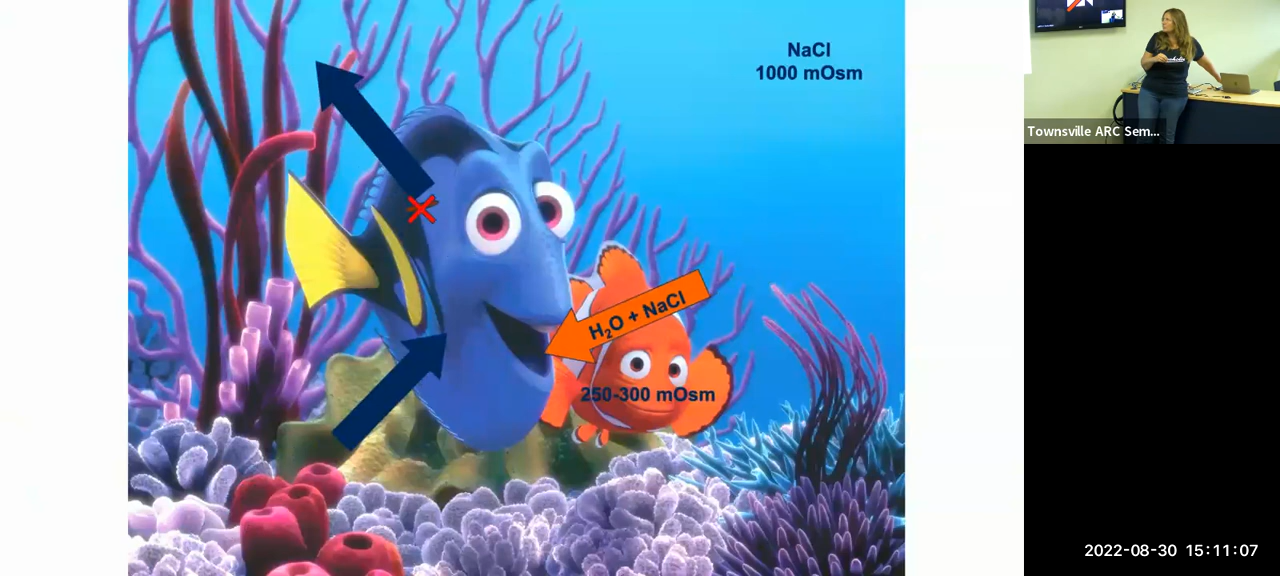 NaCl
1000 mOsm
H₂O + NaCl
250-300 mOsm
Townsville ARC Sem...
2022-08-30 15:11:07